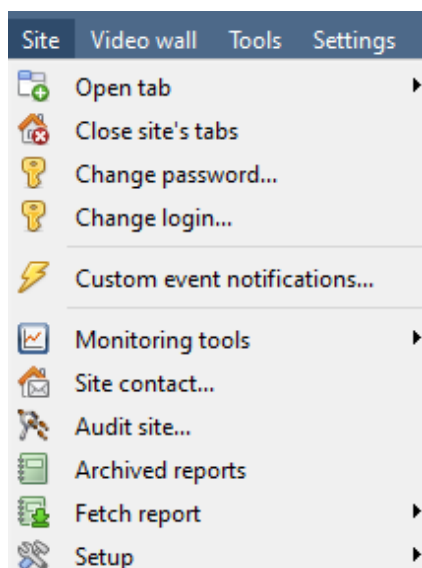 Site Video wall Tools Settings
Open tab
Close site's tabs
Change password...
Change login...
Custom event notifications...
Monitoring tools
Site contact...
Audit site...
Archived reports
Fetch report
Setup